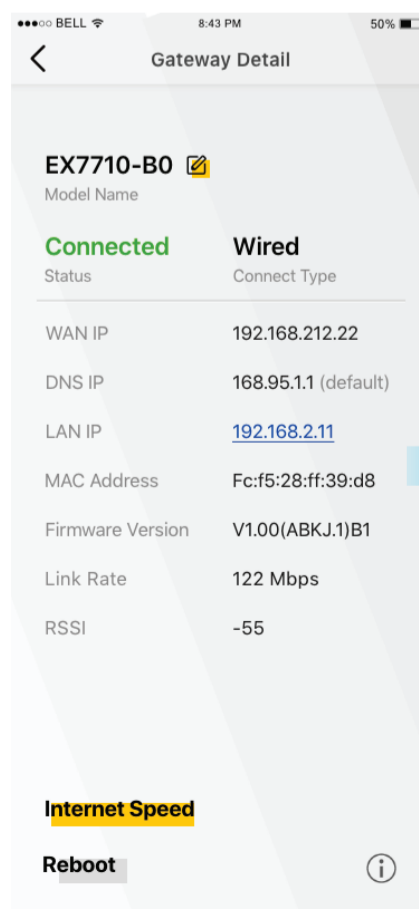 BELL 8:43 PM 50%
Gateway Detail
EX7710-B0
Model Name
Connected Wired
Status Connect Type
WAN IP 192.168.212.22
DNS IP 168.95.1.1 (default)
LAN IP 192.168.2.11
MAC Address Fc:f5:28:ff:39:d8
Firmware Version V1.00(ABKJ.1)B1
Link Rate 122 Mbps
RSSI -55
Internet Speed
Reboot